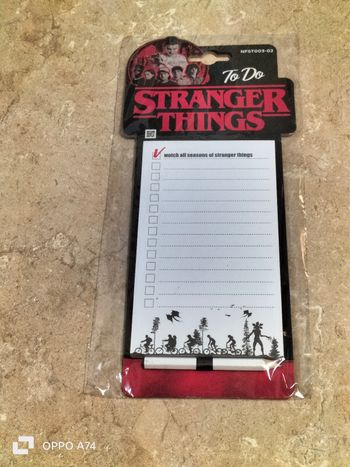 NFST003-02
To Do
STRANGER
THINGS
watch all seasons of stranger things
OPPO A74